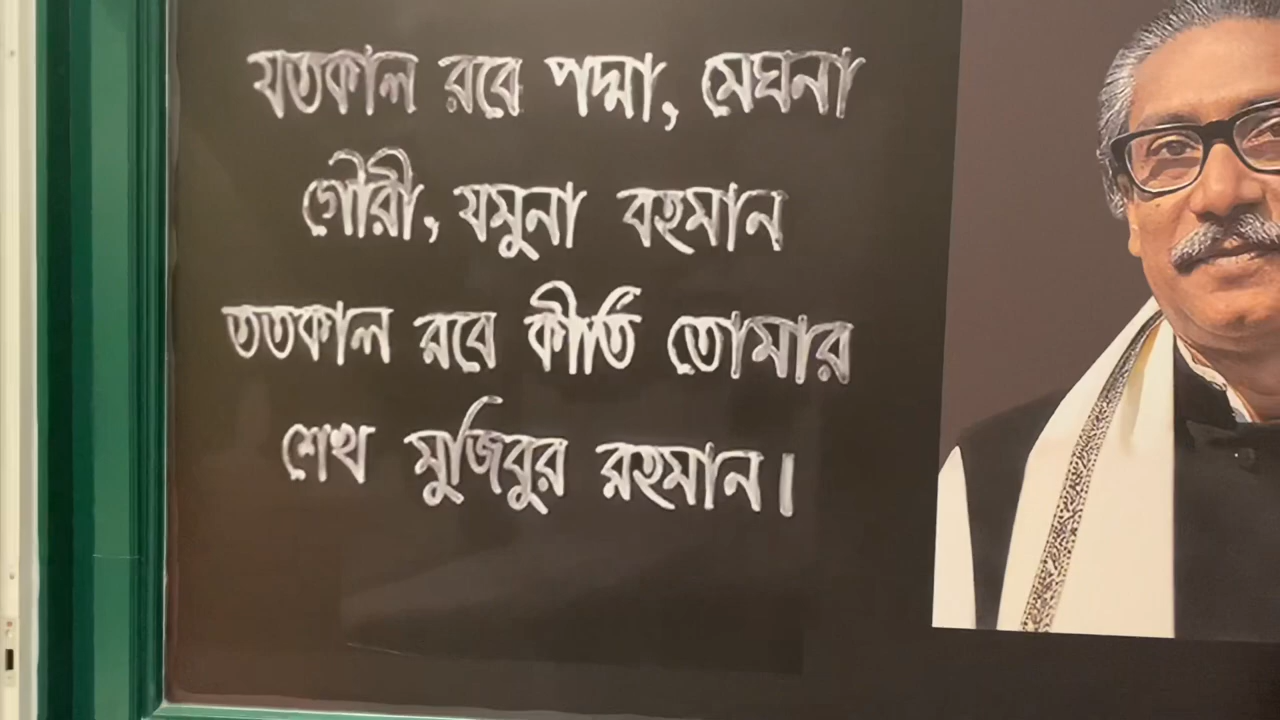 যতকাল রবে পদ্মা, মেঘনা
গৌরী, যমুনা বহমান
ততকাল রবে কীর্তি তোমার
শেখ মুজিবুর রহমান।